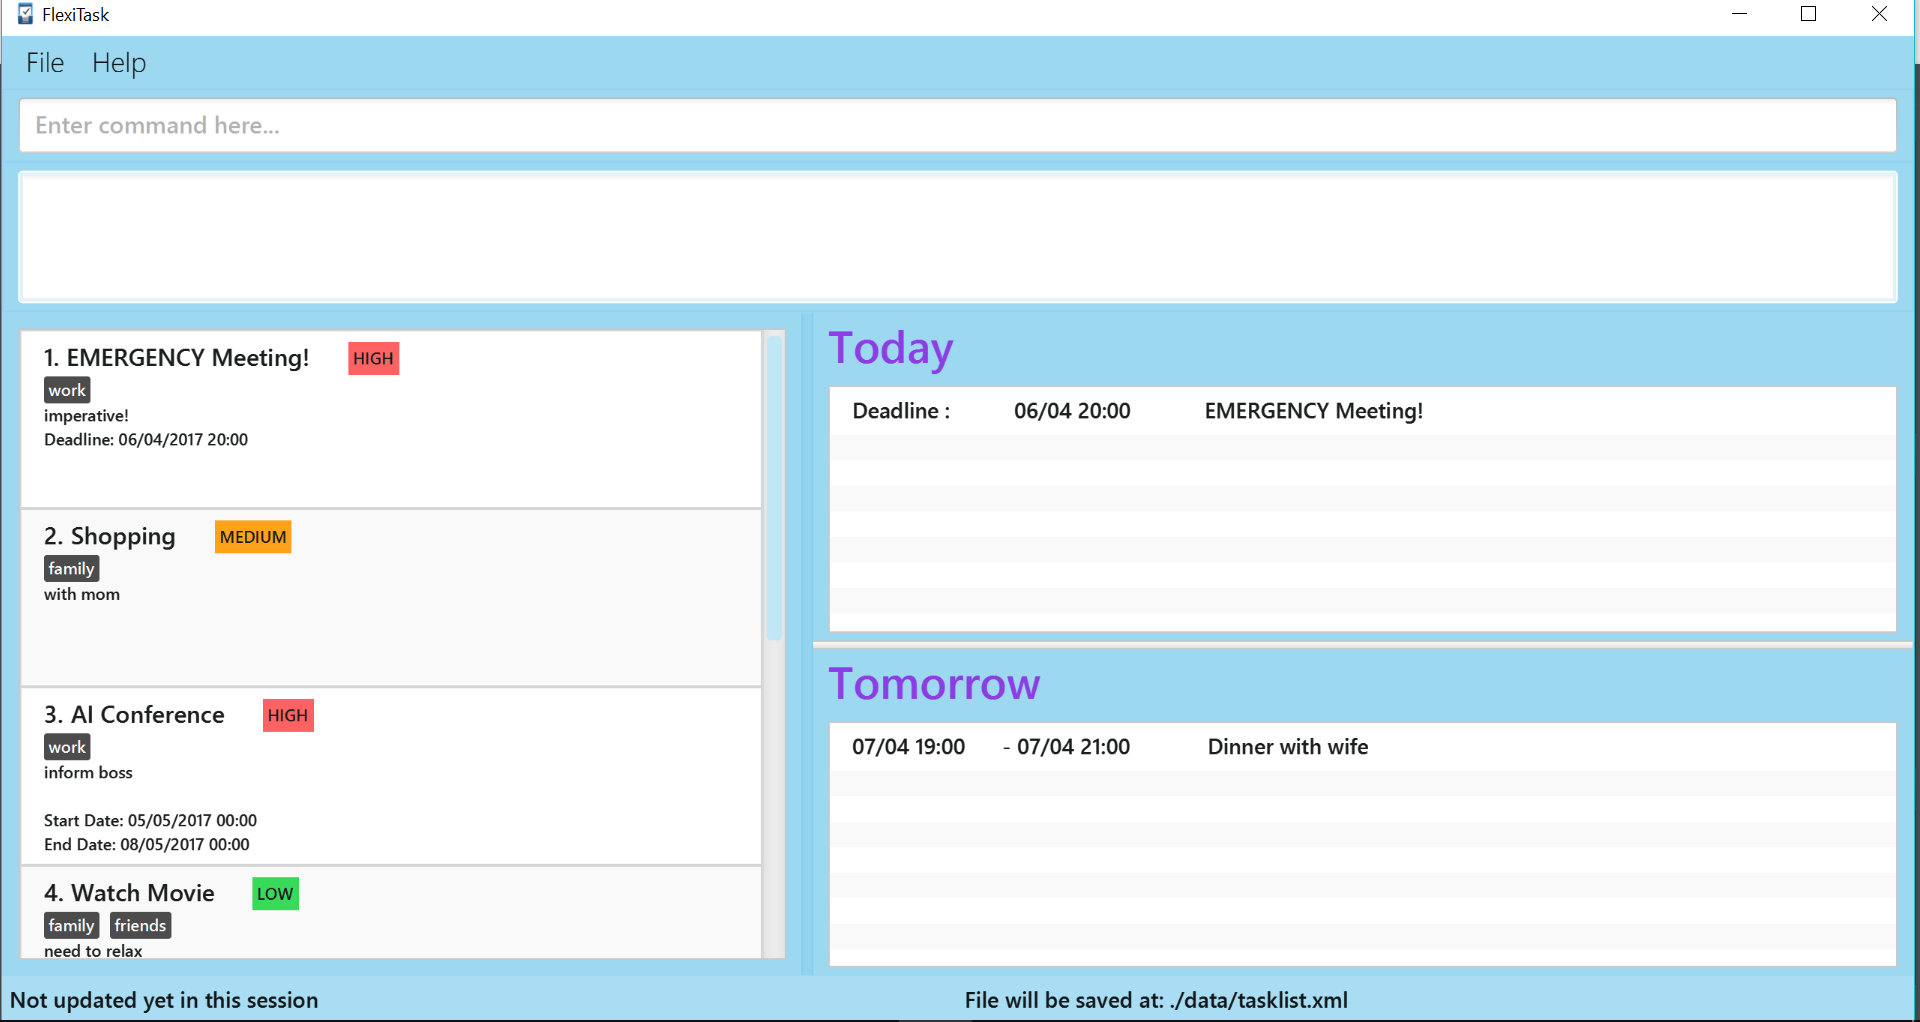 FlexiTask
File Help
Enter command here...
1. EMERGENCY Meeting! HIGH
work
imperative!
Deadline: 06/04/2017 20:00
2. Shopping MEDIUM
family
with mom
3. AI Conference HIGH
work
inform boss
Start Date: 05/05/2017 00:00
End Date: 08/05/2017 00:00
4. Watch Movie LOW
family friends
need to relax
Today
Deadline : 06/04 20:00 EMERGENCY Meeting!
Tomorrow
07/04 19:00 - 07/04 21:00 Dinner with wife
Not updated yet in this session
File will be saved at: ./data/tasklist.xml